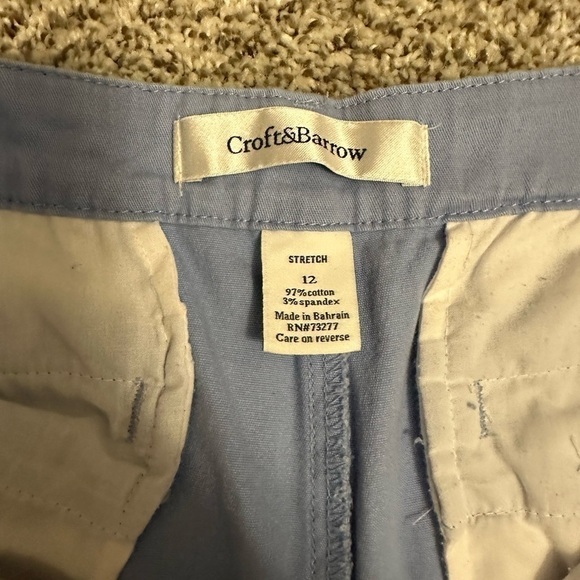 Croft&Barrow
STRETCH
12
97%cotton
3%spandex
Made in Bahrain
RN#73277
Care on reverse